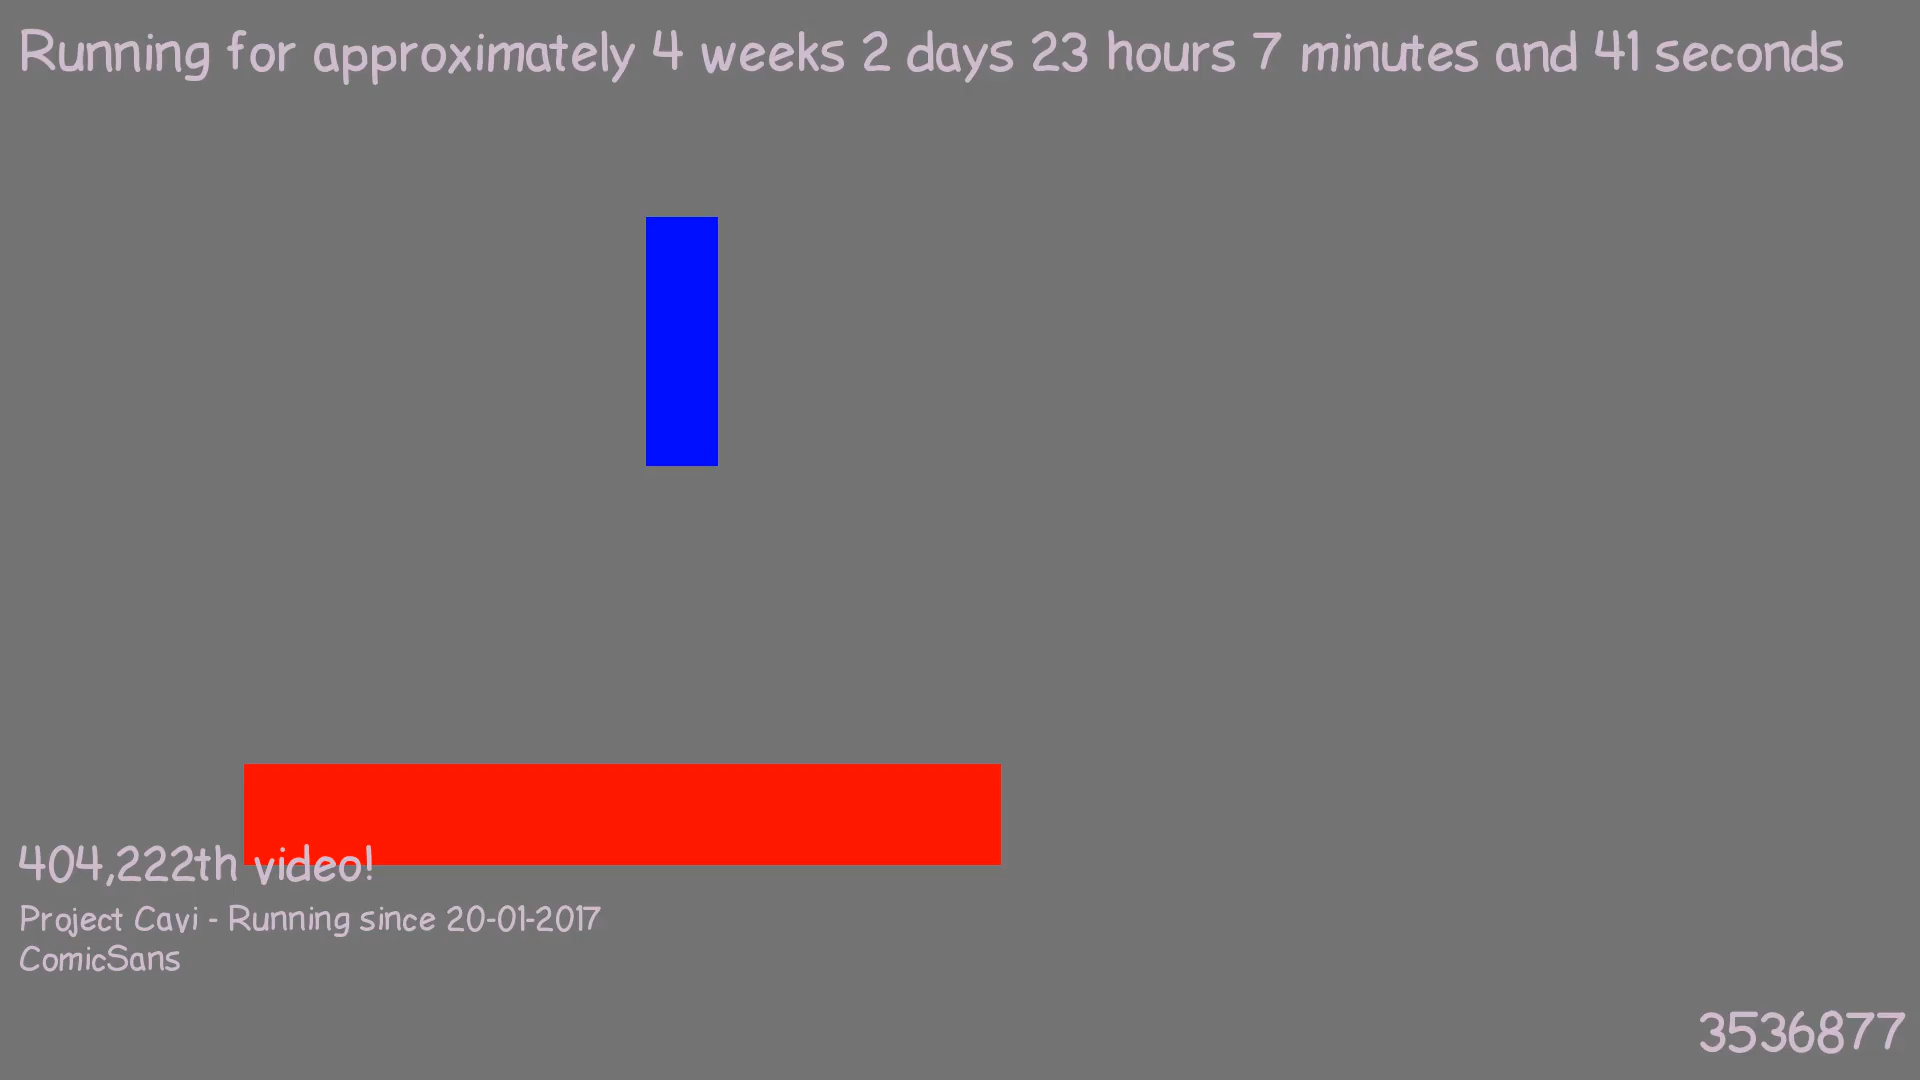 Running for approximately 4 weeks 2 days 23 hours 7 minutes and 41 seconds
404,222th video!
Project Cavi - Running since 20-01-2017
ComicSans
3536877